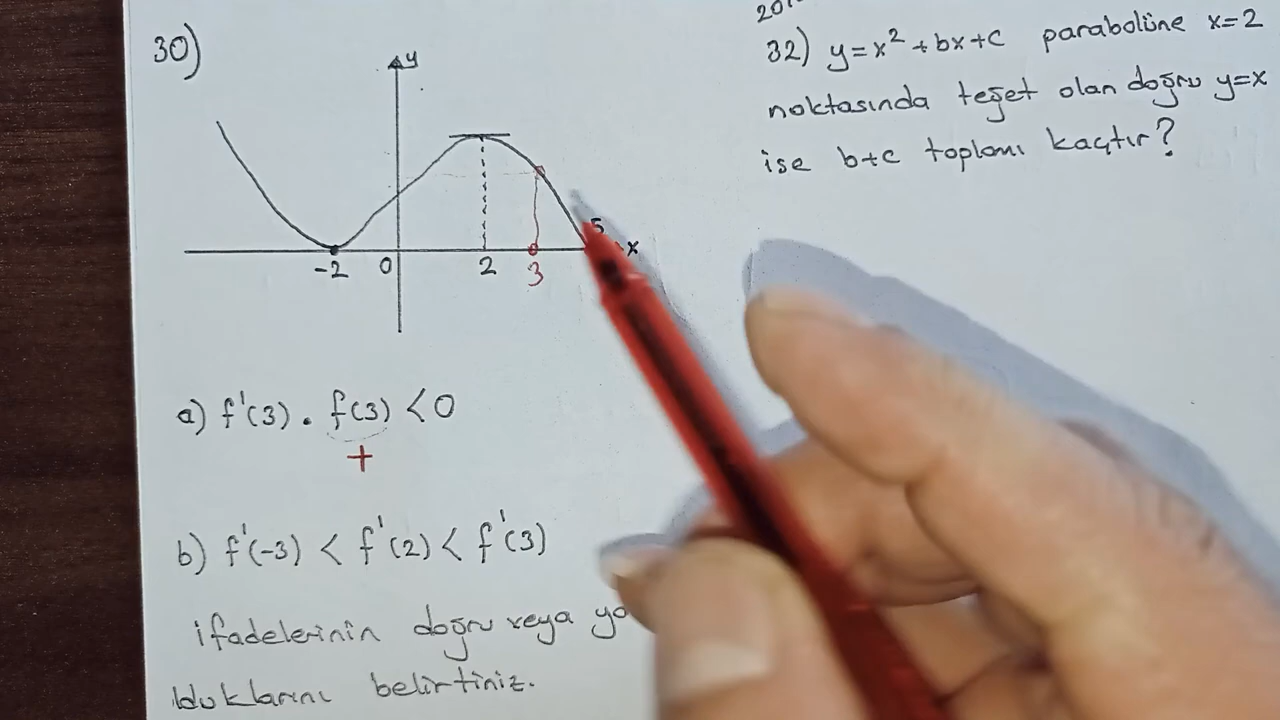 30)
y
5
x
-2
0
2
3
a) f'(3) . f(3) < 0
+
b) f'(-3) < f'(2) < f'(3)
ifadelerinin doğru veya
belirtiniz.
32) y=x²+bx+c parabolüne x=2
noktasında teğet olan doğru y=x
ise b+c toplamı kaçtır?